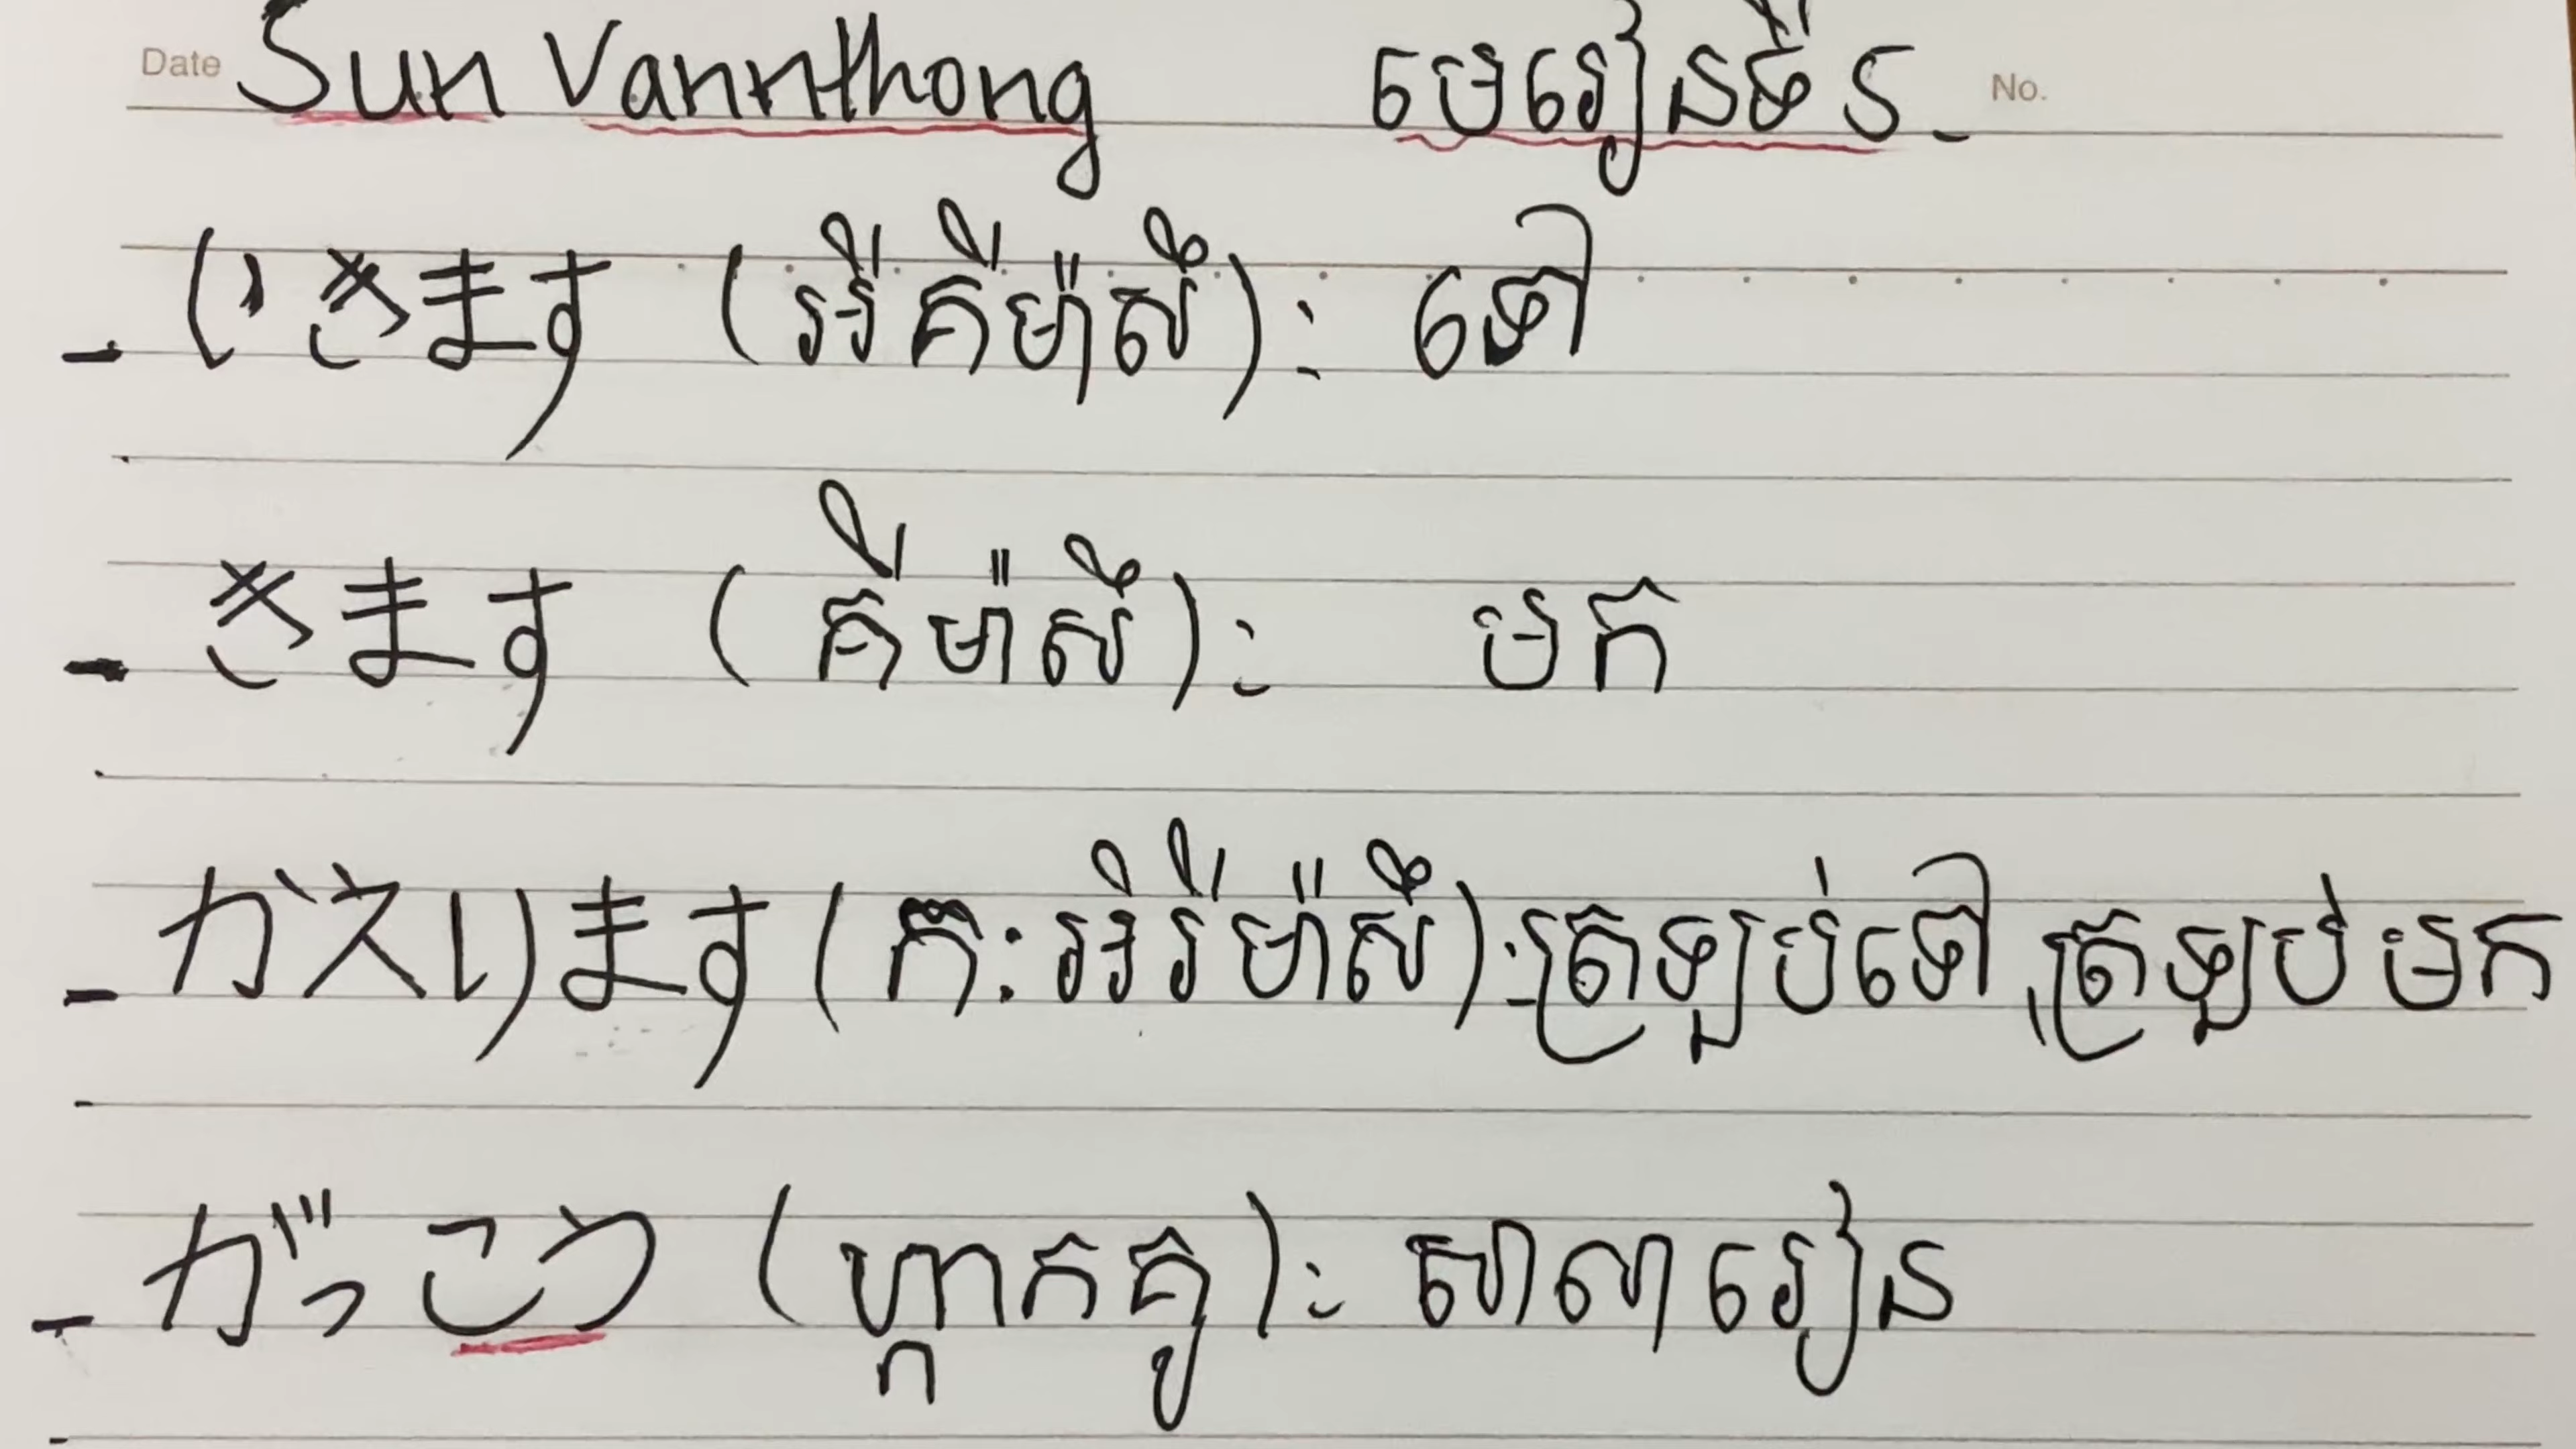 Date Sun Vannthong មេរៀនទី ៥ No.
- いきます (អ៊ីគីម៉ាស៊ឹ): ទៅ
- きます (គីម៉ាស៊ឹ): មក
- かえります (កៈអិរីម៉ាស៊ឹ): ត្រឡប់ទៅ, ត្រឡប់មក
- がっこう (ហ្គាកគូ): សាលារៀន